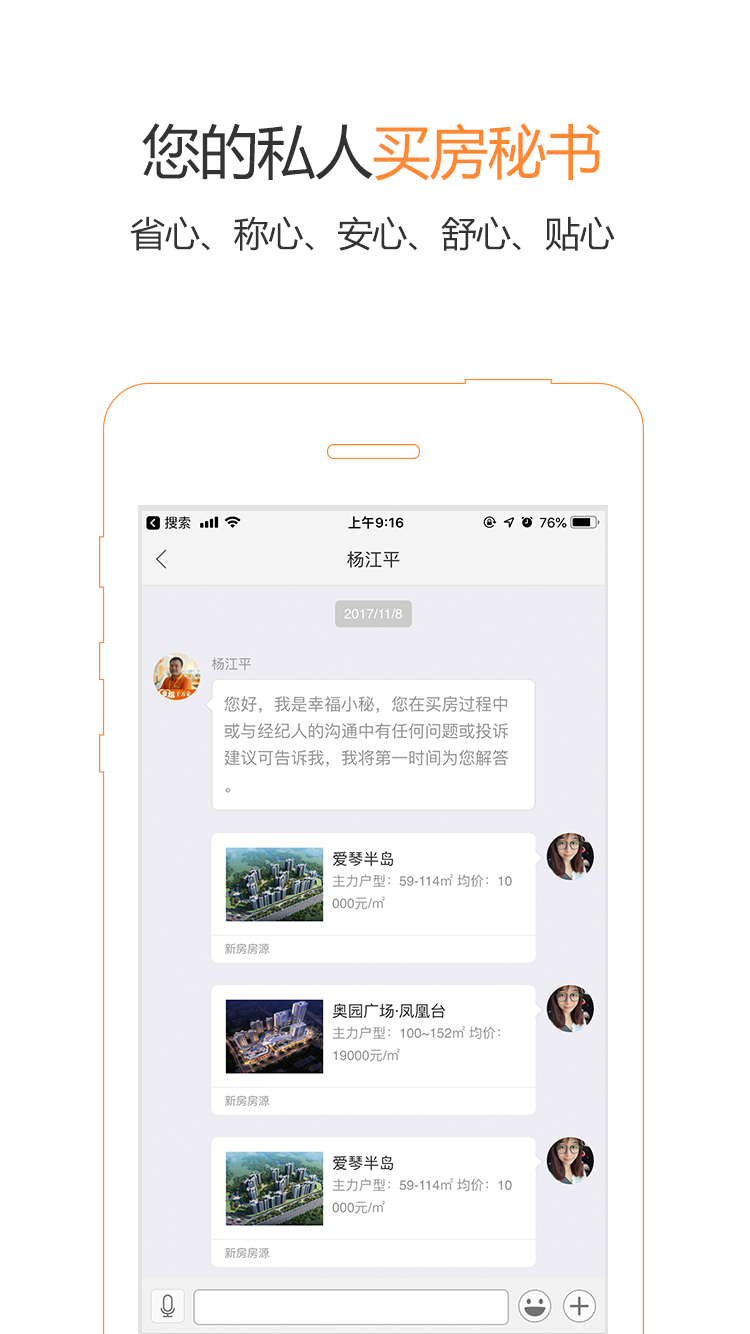 您的私人买房秘书
省心、称心、安心、舒心、贴心
搜索
上午9:16
76%
杨江平
2017/11/8
杨江平
您好，我是幸福小秘，您在买房过程中
或与经纪人的沟通中有任何问题或投诉
建议可告诉我，我将第一时间为您解答
。
爱琴半岛
主力户型：59-114㎡ 均价：10
000元/㎡
新房房源
奥园广场·凤凰台
主力户型：100~152㎡ 均价：
19000元/㎡
新房房源
爱琴半岛
主力户型：59-114㎡ 均价：10
000元/㎡
新房房源